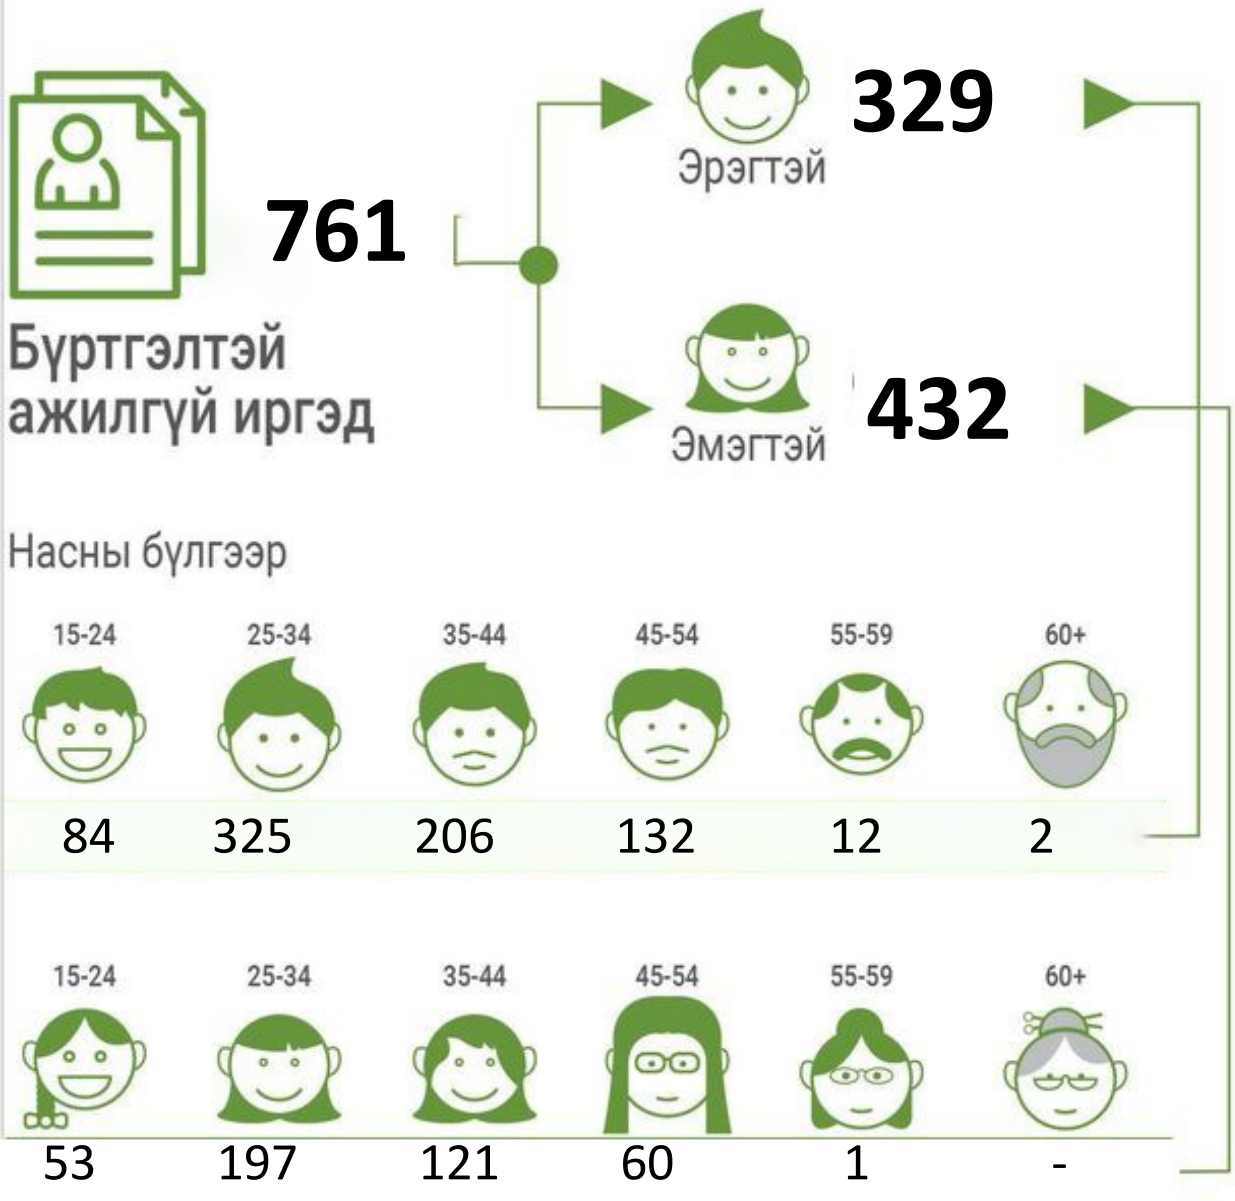 329
Эрэгтэй
761
Бүртгэлтэй
ажилгүй иргэд
432
Эмэгтэй
Насны бүлгээр
15-24 25-34 35-44 45-54 55-59 60+
84 325 206 132 12 2
15-24 25-34 35-44 45-54 55-59 60+
53 197 121 60 1 -